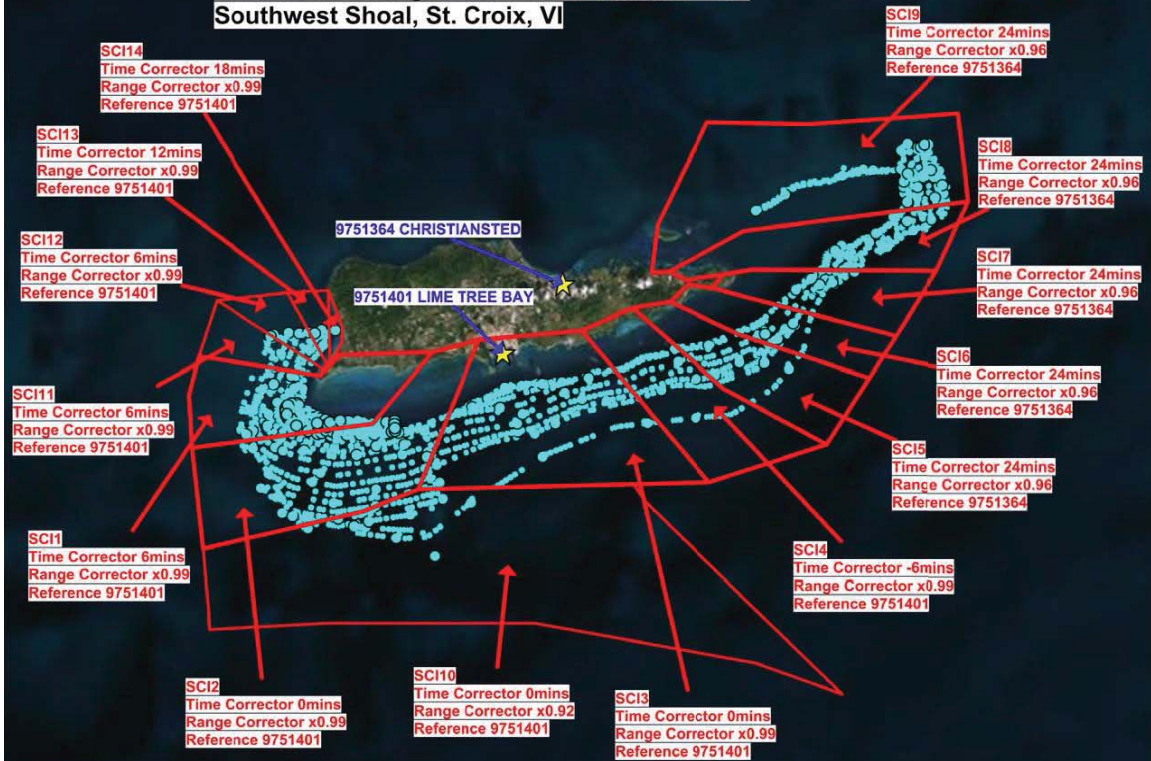 Southwest Shoal, St. Croix, VI
SCI9
Time Corrector 24mins
Range Corrector x0.96
Reference 9751364
SCI14
Time Corrector 18mins
Range Corrector x0.99
Reference 9751401
SCI13
Time Corrector 12mins
Range Corrector x0.99
Reference 9751401
SCI8
Time Corrector 24mins
Range Corrector x0.96
Reference 9751364
9751364 CHRISTIANSTED
SCI12
Time Corrector 6mins
Range Corrector x0.99
Reference 9751401
SCI7
Time Corrector 24mins
Range Corrector x0.96
Reference 9751364
9751401 LIME TREE BAY
SCI6
Time Corrector 24mins
Range Corrector x0.96
Reference 9751364
SCI11
Time Corrector 6mins
Range Corrector x0.99
Reference 9751401
SCI5
Time Corrector 24mins
Range Corrector x0.96
Reference 9751364
SCI1
Time Corrector 6mins
Range Corrector x0.99
Reference 9751401
SCI4
Time Corrector -6mins
Range Corrector x0.99
Reference 9751401
SCI2
Time Corrector 0mins
Range Corrector x0.99
Reference 9751401
SCI10
Time Corrector 0mins
Range Corrector x0.92
Reference 9751401
SCI3
Time Corrector 0mins
Range Corrector x0.99
Reference 9751401